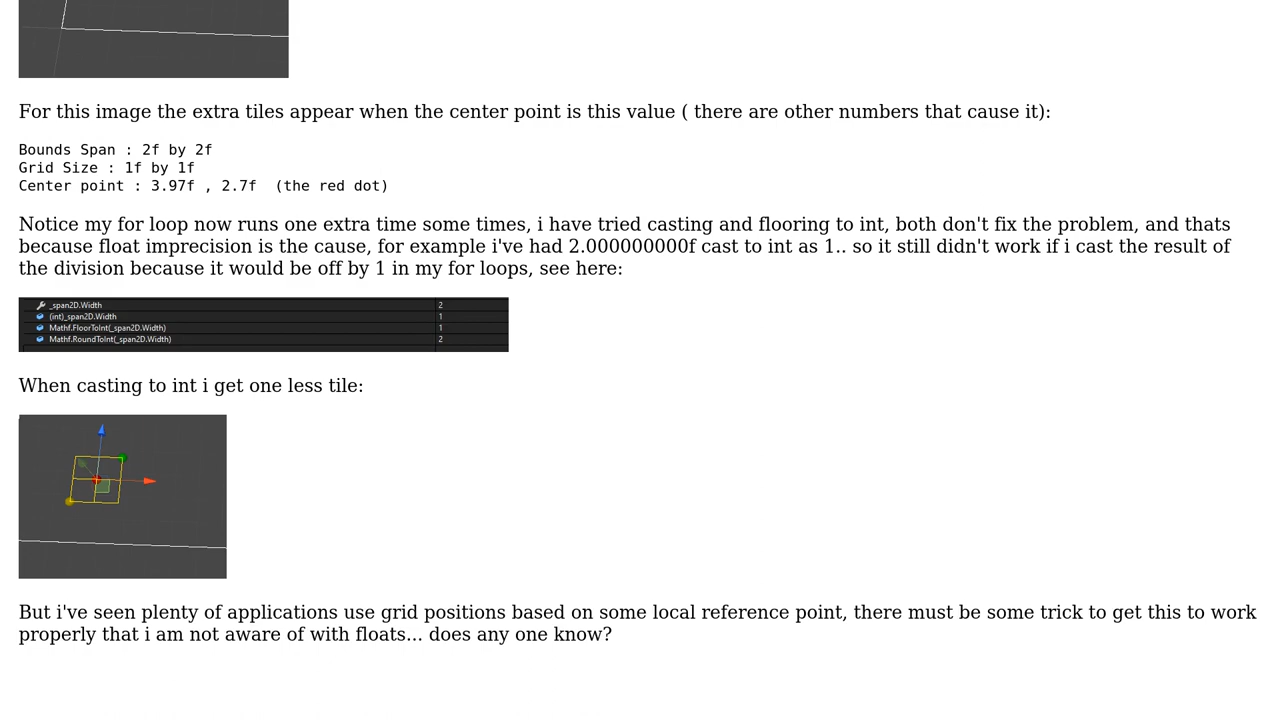 For this image the extra tiles appear when the center point is this value ( there are other numbers that cause it):
Bounds Span : 2f by 2f
Grid Size : 1f by 1f
Center point : 3.97f , 2.7f  (the red dot)
Notice my for loop now runs one extra time some times, i have tried casting and flooring to int, both don't fix the problem, and thats
because float imprecision is the cause, for example i've had 2.000000000f cast to int as 1.. so it still didn't work if i cast the result of
the division because it would be off by 1 in my for loops, see here:
_span2D.Width 2
(int)_span2D.Width 1
Mathf.FloorToInt(_span2D.Width) 1
Mathf.RoundToInt(_span2D.Width) 2
When casting to int i get one less tile:
But i've seen plenty of applications use grid positions based on some local reference point, there must be some trick to get this to work
properly that i am not aware of with floats... does any one know?